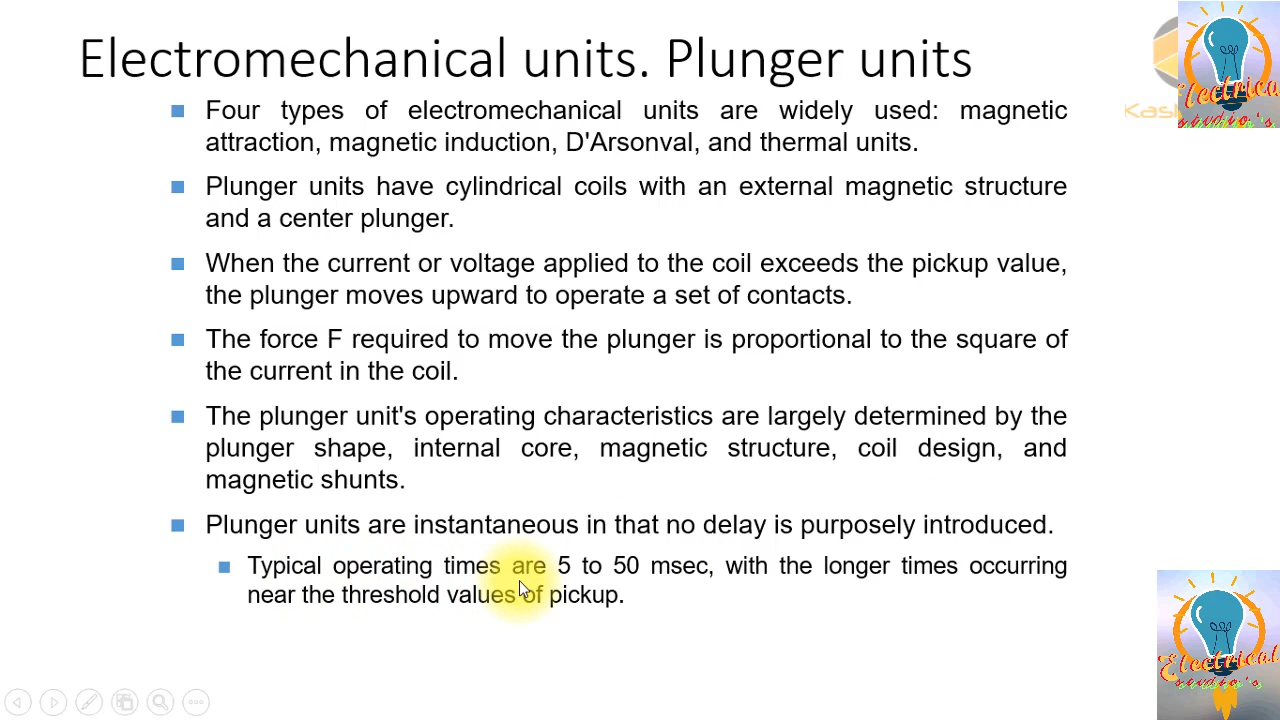 Electromechanical units. Plunger units
Four types of electromechanical units are widely used: magnetic
attraction, magnetic induction, D'Arsonval, and thermal units.
Plunger units have cylindrical coils with an external magnetic structure
and a center plunger.
When the current or voltage applied to the coil exceeds the pickup value,
the plunger moves upward to operate a set of contacts.
The force F required to move the plunger is proportional to the square of
the current in the coil.
The plunger unit's operating characteristics are largely determined by the
plunger shape, internal core, magnetic structure, coil design, and
magnetic shunts.
Plunger units are instantaneous in that no delay is purposely introduced.
Typical operating times are 5 to 50 msec, with the longer times occurring
near the threshold values of pickup.
Electrical
Electrical